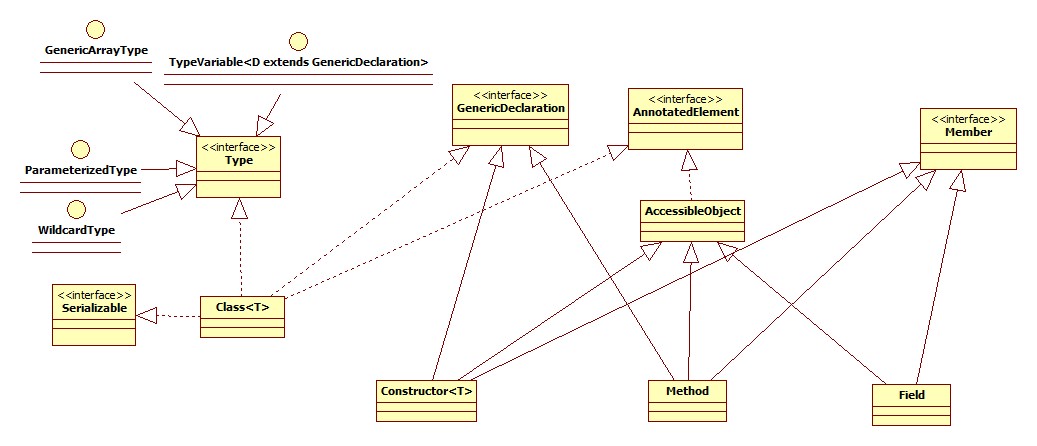 GenericArrayType
TypeVariable<D extends GenericDeclaration>
<<interface>>
GenericDeclaration
<<interface>>
AnnotatedElement
<<interface>>
Member
<<interface>>
Type
ParameterizedType
WildcardType
AccessibleObject
<<interface>>
Serializable
Class<T>
Constructor<T>
Method
Field